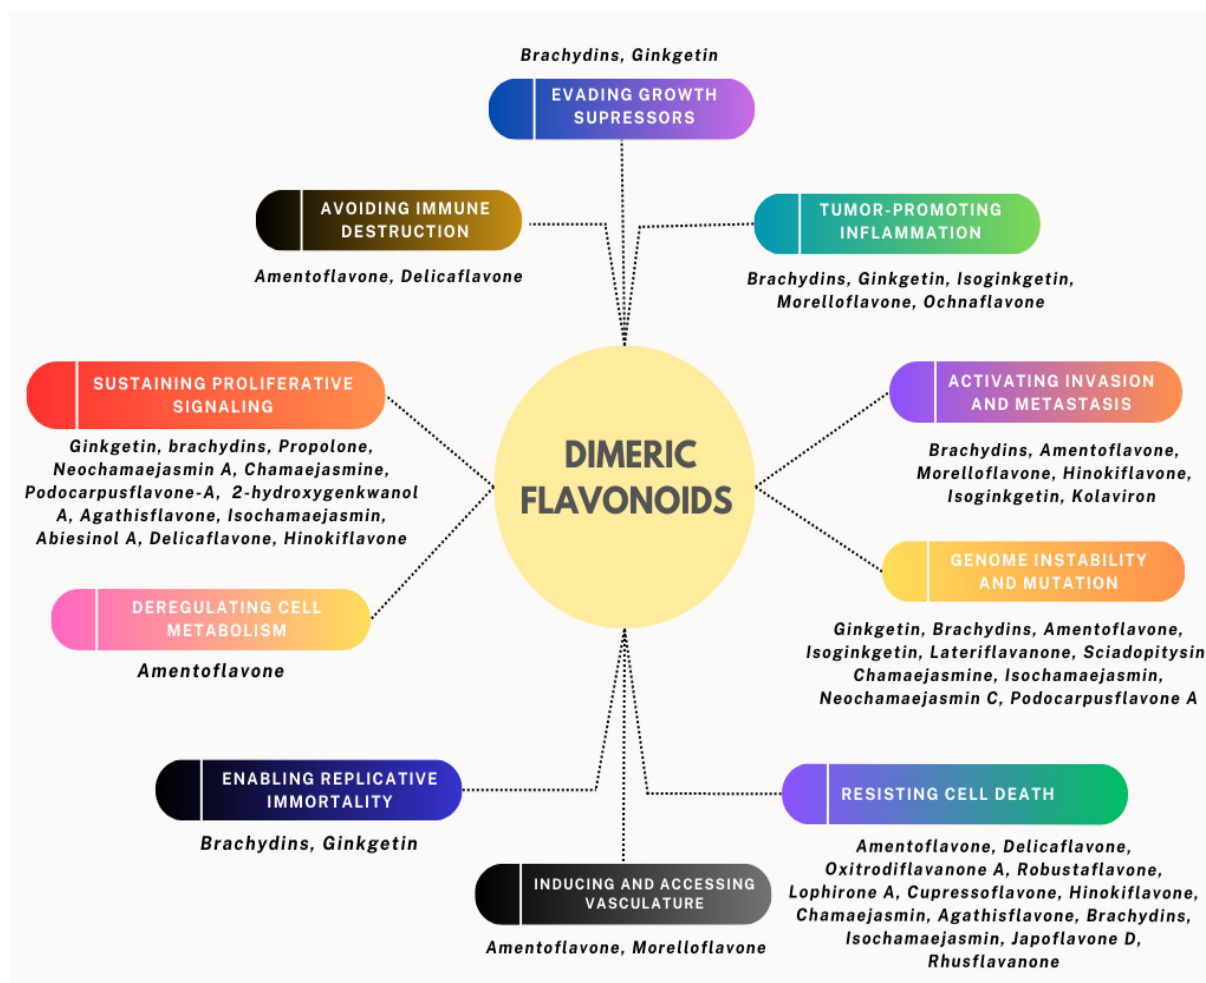 Brachydins, Ginkgetin
EVADING GROWTH
SUPRESSORS
AVOIDING IMMUNE
DESTRUCTION
Amentoflavone, Delicaflavone
TUMOR-PROMOTING
INFLAMMATION
Brachydins, Ginkgetin, Isoginkgetin,
Morelloflavone, Ochnaflavone
SUSTAINING PROLIFERATIVE
SIGNALING
Ginkgetin, brachydins, Propolone,
Neochamaejasmin A, Chamaejasmine,
Podocarpusflavone-A, 2-hydroxygenkwanol
A, Agathisflavone, Isochamaejasmin,
Abiesinol A, Delicaflavone, Hinokiflavone
DIMERIC
FLAVONOIDS
ACTIVATING INVASION
AND METASTASIS
Brachydins, Amentoflavone,
Morelloflavone, Hinokiflavone,
Isoginkgetin, Kolaviron
DEREGULATING CELL
METABOLISM
Amentoflavone
GENOME INSTABILITY
AND MUTATION
Ginkgetin, Brachydins, Amentoflavone,
Isoginkgetin, Lateriflavanone, Sciadopitysin
Chamaejasmine, Isochamaejasmin,
Neochamaejasmin C, Podocarpusflavone A
ENABLING REPLICATIVE
IMMORTALITY
Brachydins, Ginkgetin
INDUCING AND ACCESSING
VASCULATURE
Amentoflavone, Morelloflavone
RESISTING CELL DEATH
Amentoflavone, Delicaflavone,
Oxitrodiflavanone A, Robustaflavone,
Lophirone A, Cupressoflavone, Hinokiflavone,
Chamaejasmin, Agathisflavone, Brachydins,
Isochamaejasmin, Japoflavone D,
Rhusflavanone